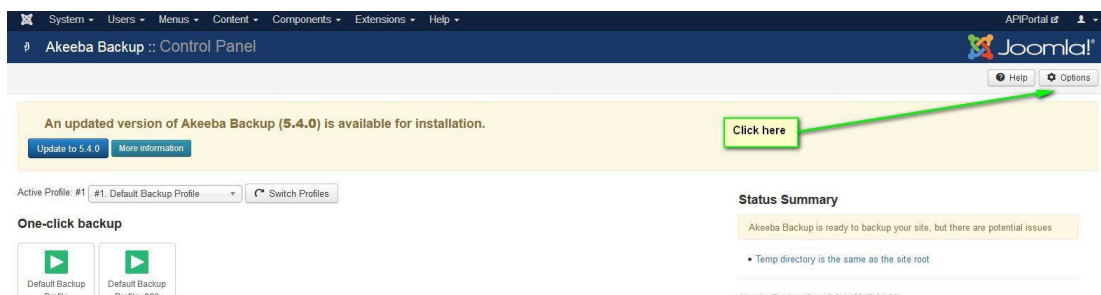 System Users Menus Content Components Extensions Help APIPortal
Akeeba Backup :: Control Panel Joomla!
Help Options
An updated version of Akeeba Backup (5.4.0) is available for installation.
Click here
Update to 5.4.0 More information
Active Profile: #1 #1. Default Backup Profile Switch Profiles
Status Summary
One-click backup
Akeeba Backup is ready to backup your site, but there are potential issues
Temp directory is the same as the site root
Default Backup
Default Backup